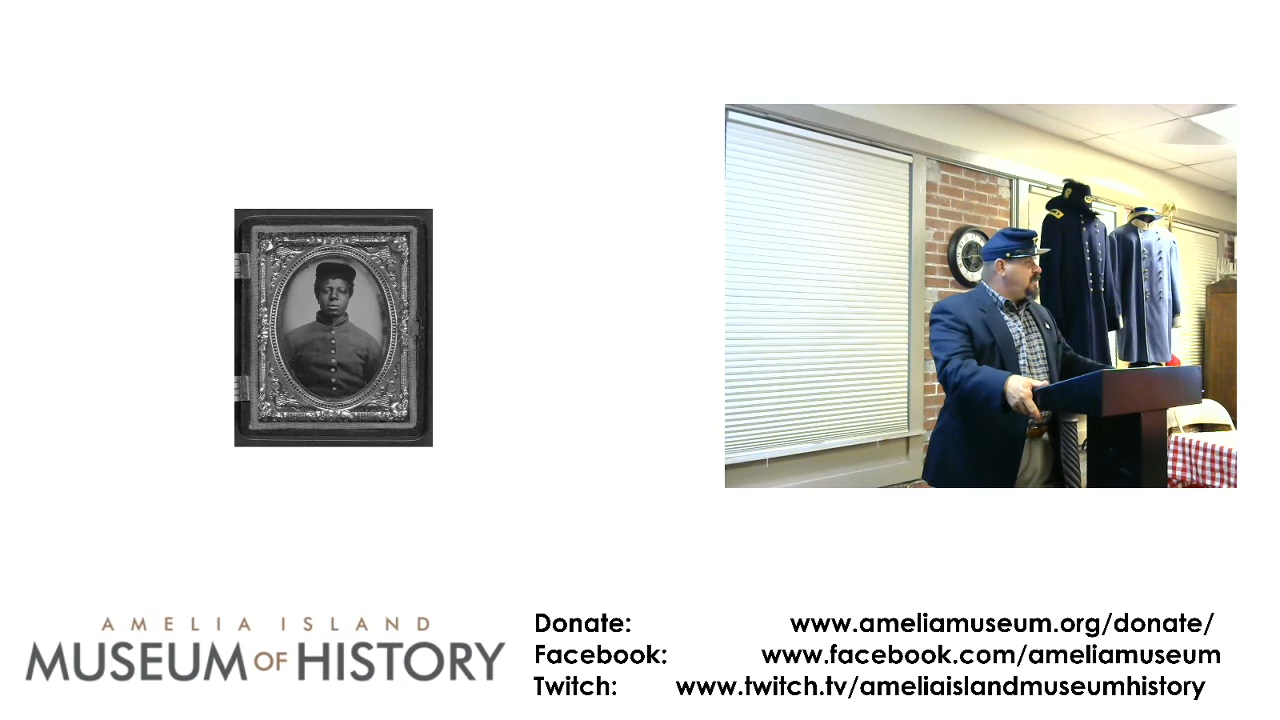 AMELIA ISLAND
MUSEUM OF HISTORY
Donate: www.ameliamuseum.org/donate/
Facebook: www.facebook.com/ameliamuseum
Twitch: www.twitch.tv/ameliaislandmuseumhistory